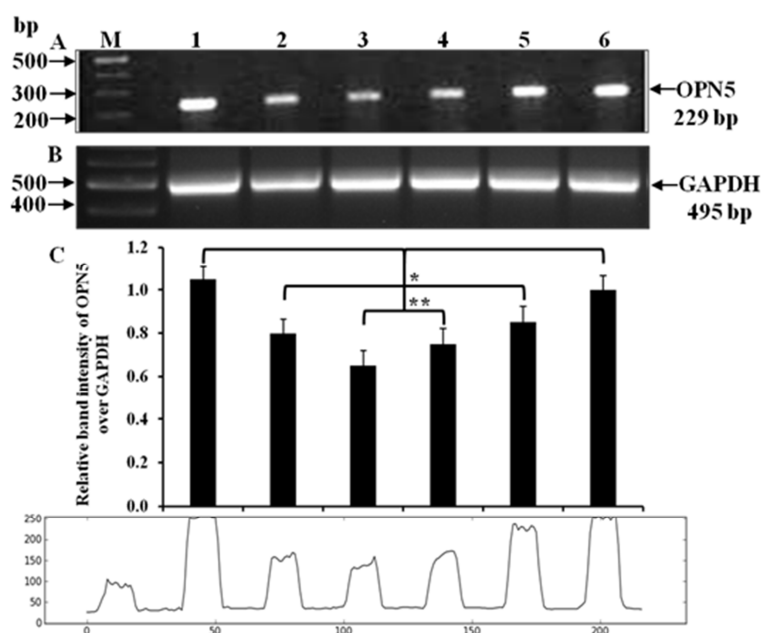 bp
A M 1 2 3 4 5 6
500
300
200
OPN5
229 bp
B
500
400
GAPDH
495 bp
C
Relative band intensity of OPN5
over GAPDH
1.2
1.0
0.8
0.6
0.4
0.2
0.0
*
**
250
200
150
100
50
0
0 50 100 150 200